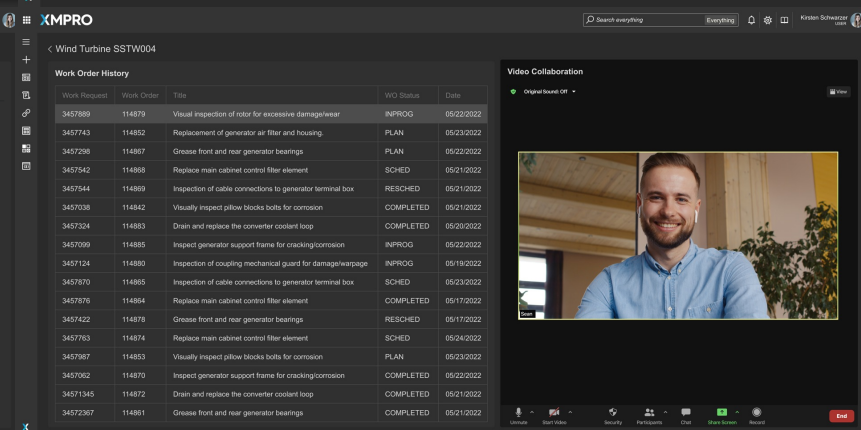 XMPRO
Search everything Everything
Kirsten Schwarzer
USER
< Wind Turbine SSTW004
Work Order History
Work Request Work Order Title WO Status Date
3457889 114879 Visual inspection of rotor for excessive damage/wear INPROG 05/22/2022
3457743 114852 Replacement of generator air filter and housing. PLAN 05/23/2022
3457298 114867 Grease front and rear generator bearings PLAN 05/22/2022
3457542 114868 Replace main cabinet control filter element SCHED 05/21/2022
3457544 114869 Inspection of cable connections to generator terminal box RESCHED 05/21/2022
3457038 114842 Visually inspect pillow blocks bolts for corrosion COMPLETED 05/21/2022
3457324 114883 Drain and replace the converter coolant loop COMPLETED 05/20/2022
3457099 114885 Inspect generator support frame for cracking/corrosion INPROG 05/22/2022
3457124 114880 Inspection of coupling mechanical guard for damage/warpage INPROG 05/19/2022
3457870 114865 Inspection of cable connections to generator terminal box SCHED 05/23/2022
3457876 114864 Replace main cabinet control filter element COMPLETED 05/17/2022
3457422 114878 Grease front and rear generator bearings RESCHED 05/17/2022
3457763 114874 Replace main cabinet control filter element SCHED 05/24/2022
3457987 114853 Visually inspect pillow blocks bolts for corrosion PLAN 05/23/2022
3457062 114870 Inspect generator support frame for cracking/corrosion COMPLETED 05/22/2022
34571345 114872 Drain and replace the converter coolant loop COMPLETED 05/21/2022
34572367 114861 Grease front and rear generator bearings COMPLETED 05/21/2022
Video Collaboration
Original Sound: Off
View
Sean
Unmute Start Video Security Participants Chat Share Screen Record End